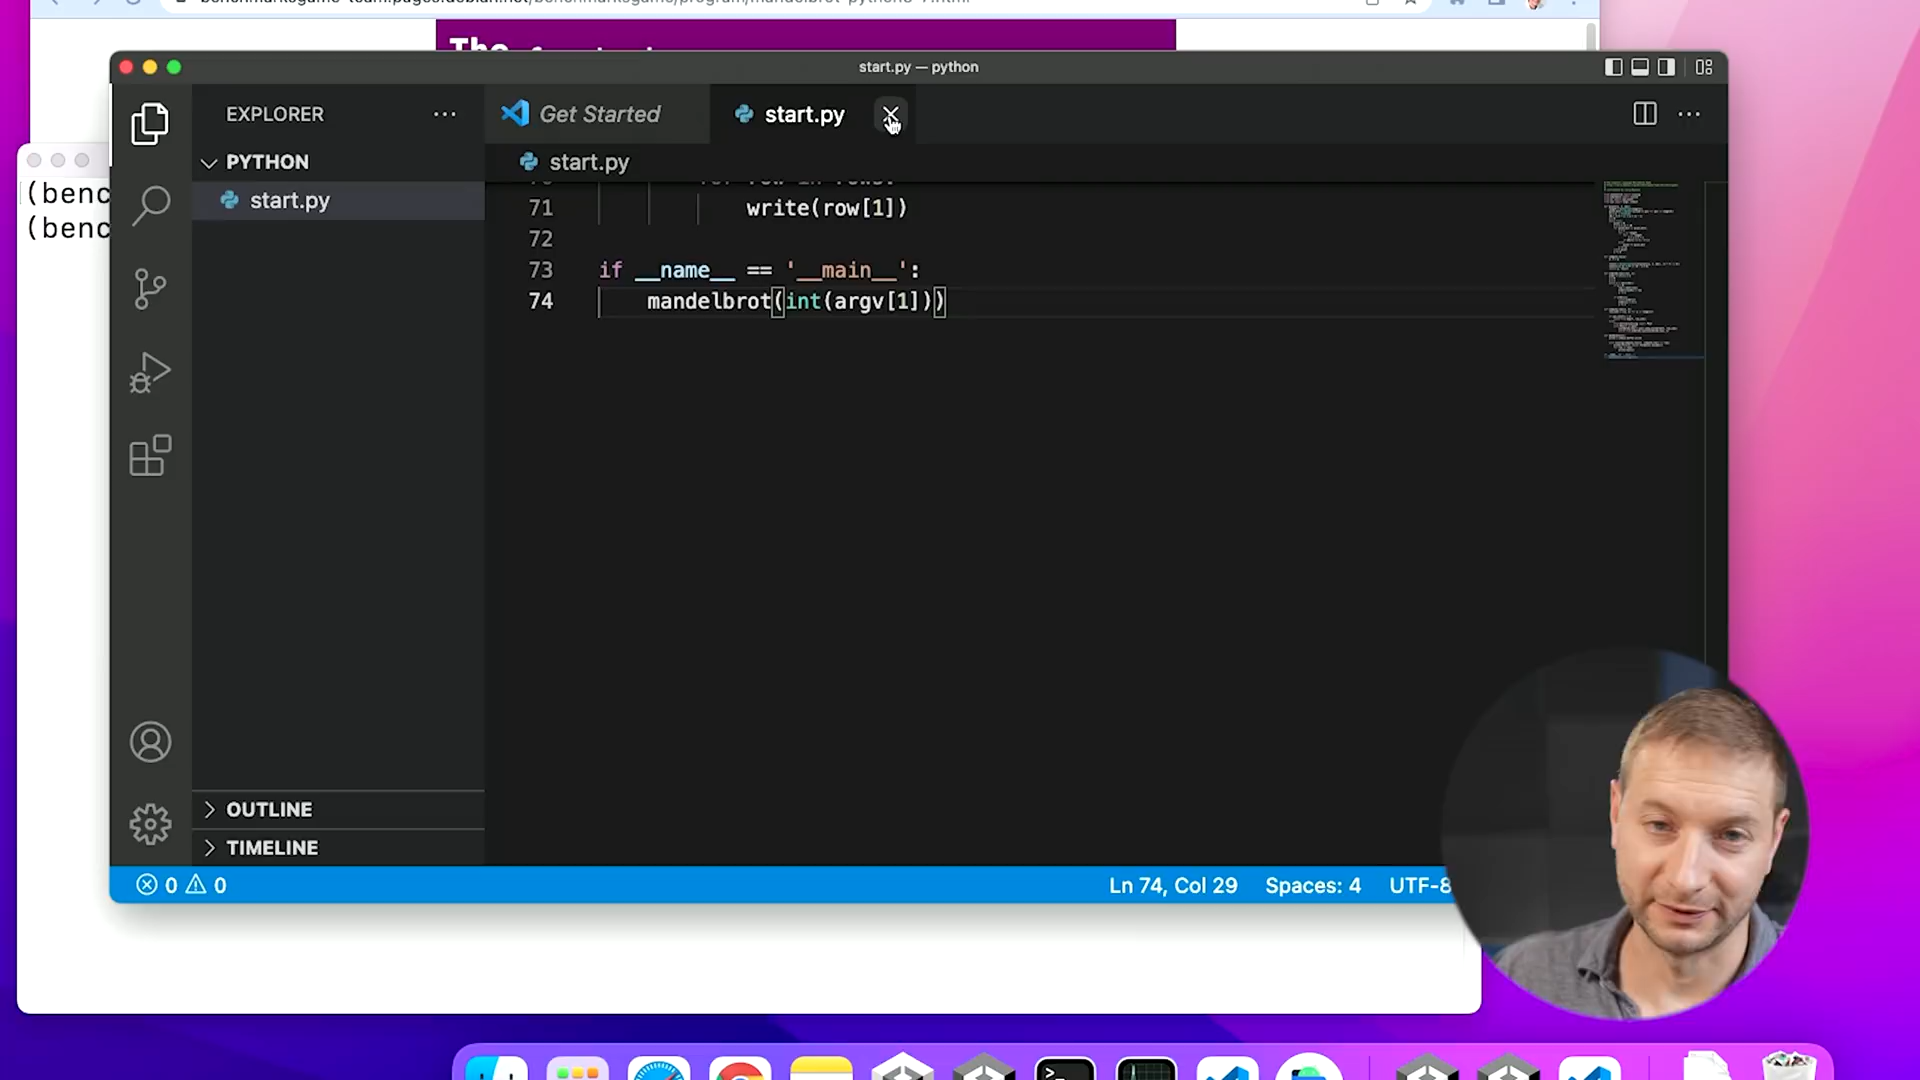 The
start.py — python
EXPLORER
Get Started
start.py
PYTHON
start.py
start.py
(benc
(benc
71 write(row[1])
72
73 if __name__ == '__main__':
74 mandelbrot(int(argv[1]))
OUTLINE
TIMELINE
0 0
Ln 74, Col 29 Spaces: 4 UTF-8